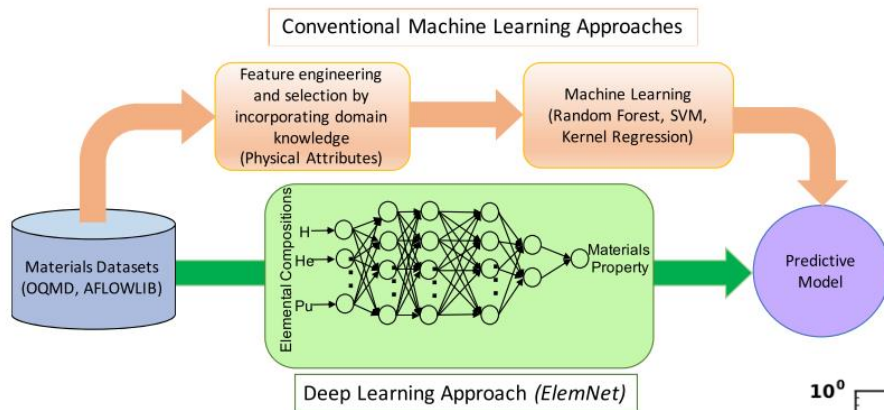 Conventional Machine Learning Approaches
Feature engineering
and selection by
incorporating domain
knowledge
(Physical Attributes)
Machine Learning
(Random Forest, SVM,
Kernel Regression)
Materials Datasets
(OQMD, AFLOWLIB)
Elemental Compositions
H
He
Pu
Materials
Property
Predictive
Model
Deep Learning Approach (ElemNet)
10⁰